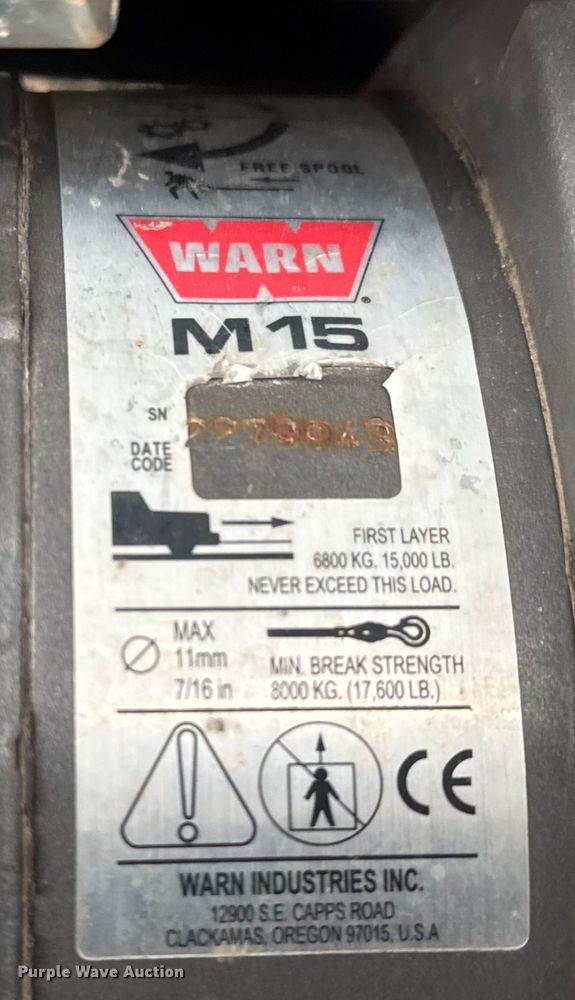 FREE SPOOL
WARN
M15
SN
DATE
CODE
FIRST LAYER
6800 KG. 15,000 LB.
NEVER EXCEED THIS LOAD.
MAX
11mm
7/16 in
MIN. BREAK STRENGTH
8000 KG. (17,600 LB.)
CE
WARN INDUSTRIES INC.
12900 S.E. CAPPS ROAD
CLACKAMAS, OREGON 97015, U.S.A
Purple Wave Auction